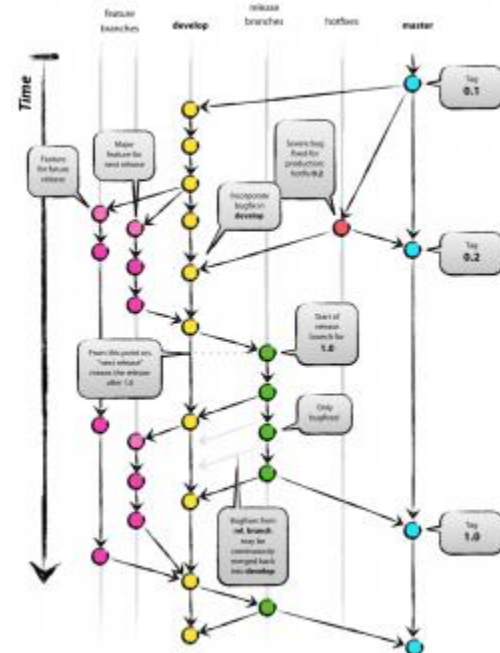 feature
branches
develop
release
branches
hotfixes
master
Time
Tag
0.1
Feature
for future
release
Major
feature for
next release
Severe bug
fixed for
production:
hotfix 0.2
Incorporate
bugfix in
develop
Tag
0.2
Start of
release
branch for
1.0
From this point on,
"next release"
means the release
after 1.0
Only
bugfixes!
Bugfixes from
rel. branch
may be
continuously
merged back
into develop
Tag
1.0